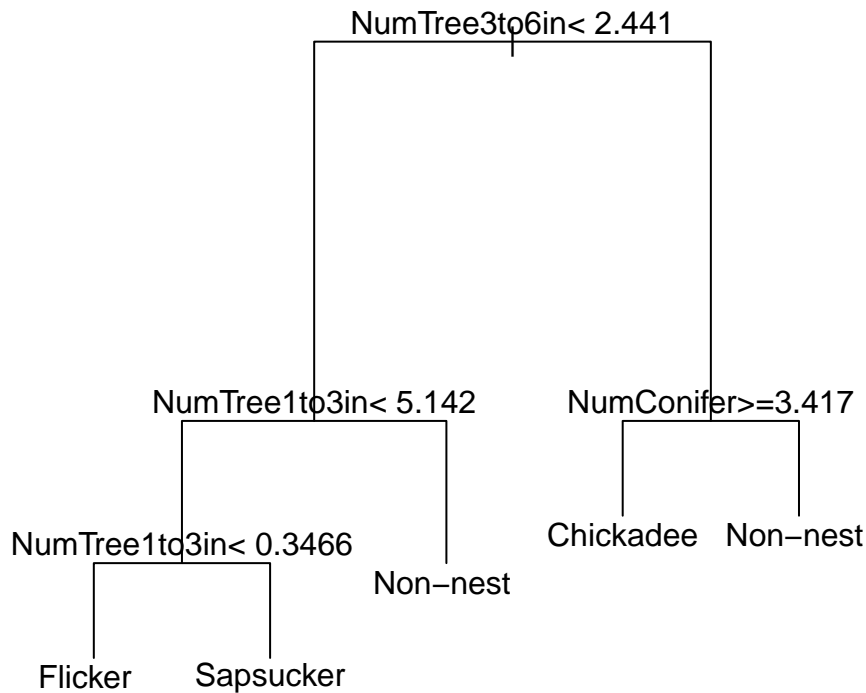 NumTree3to6in< 2.441
NumTree1to3in< 5.142
NumConifer>=3.417
NumTree1to3in< 0.3466
Chickadee
Non−nest
Non−nest
Flicker
Sapsucker